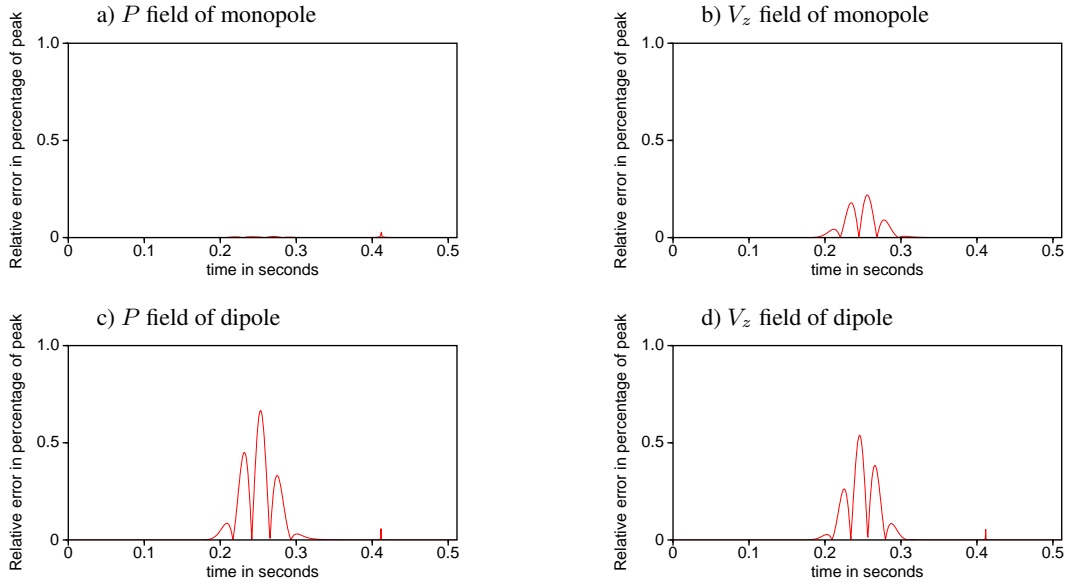 a) P field of monopole
Relative error in percentage of peak
1.0
0.5
0
0 0.1 0.2 0.3 0.4 0.5
time in seconds
b) Vz field of monopole
Relative error in percentage of peak
1.0
0.5
0
0 0.1 0.2 0.3 0.4 0.5
time in seconds
c) P field of dipole
Relative error in percentage of peak
1.0
0.5
0
0 0.1 0.2 0.3 0.4 0.5
time in seconds
d) Vz field of dipole
Relative error in percentage of peak
1.0
0.5
0
0 0.1 0.2 0.3 0.4 0.5
time in seconds